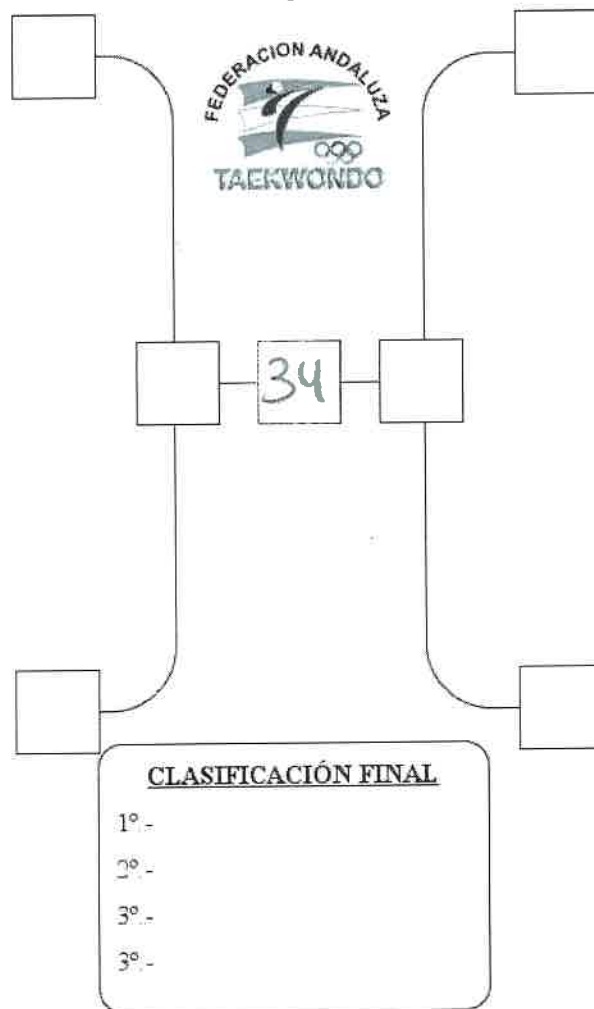 FEDERACION ANDALUZA
TAEKWONDO
34
CLASIFICACIÓN FINAL
1º.-
2º.-
3º.-
3º.-